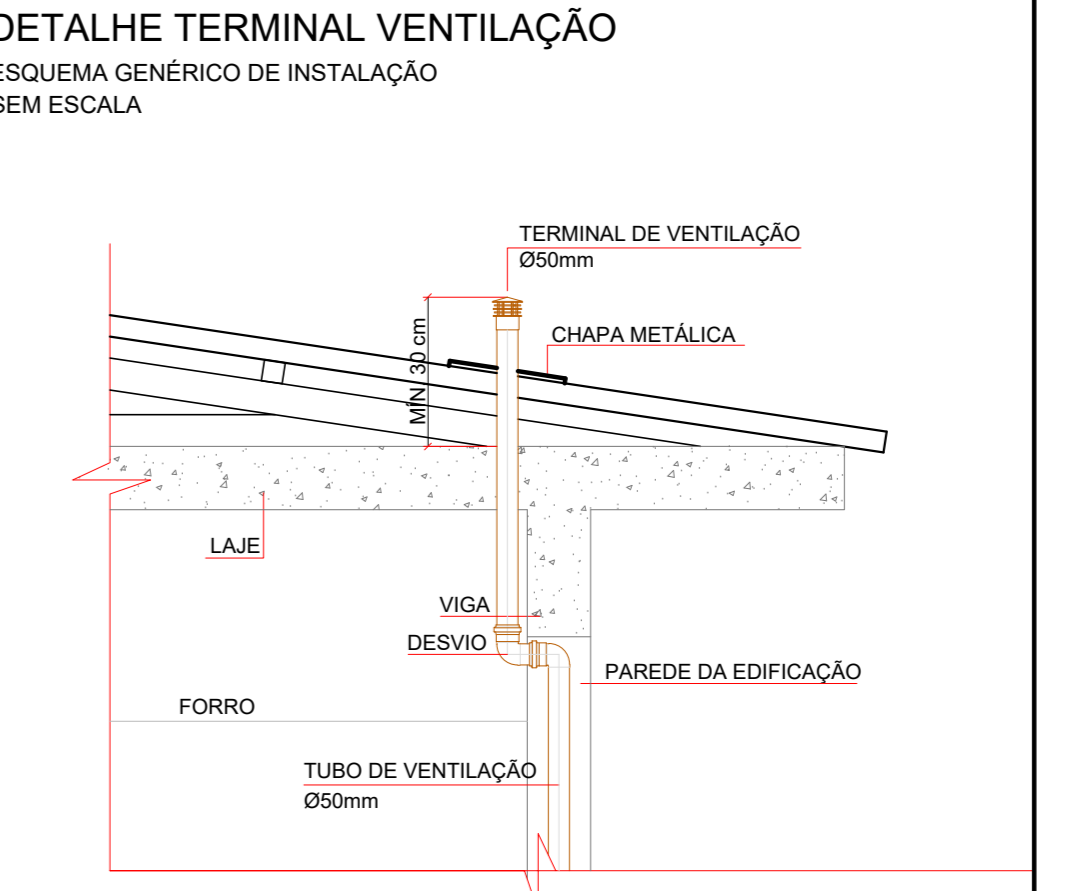 DETALHE TERMINAL VENTILAÇÃO
ESQUEMA GENÉRICO DE INSTALAÇÃO
SEM ESCALA
TERMINAL DE VENTILAÇÃO
Ø50mm
CHAPA METÁLICA
MÍN 30 cm
LAJE
VIGA
DESVIO
PAREDE DA EDIFICAÇÃO
FORRO
TUBO DE VENTILAÇÃO
Ø50mm